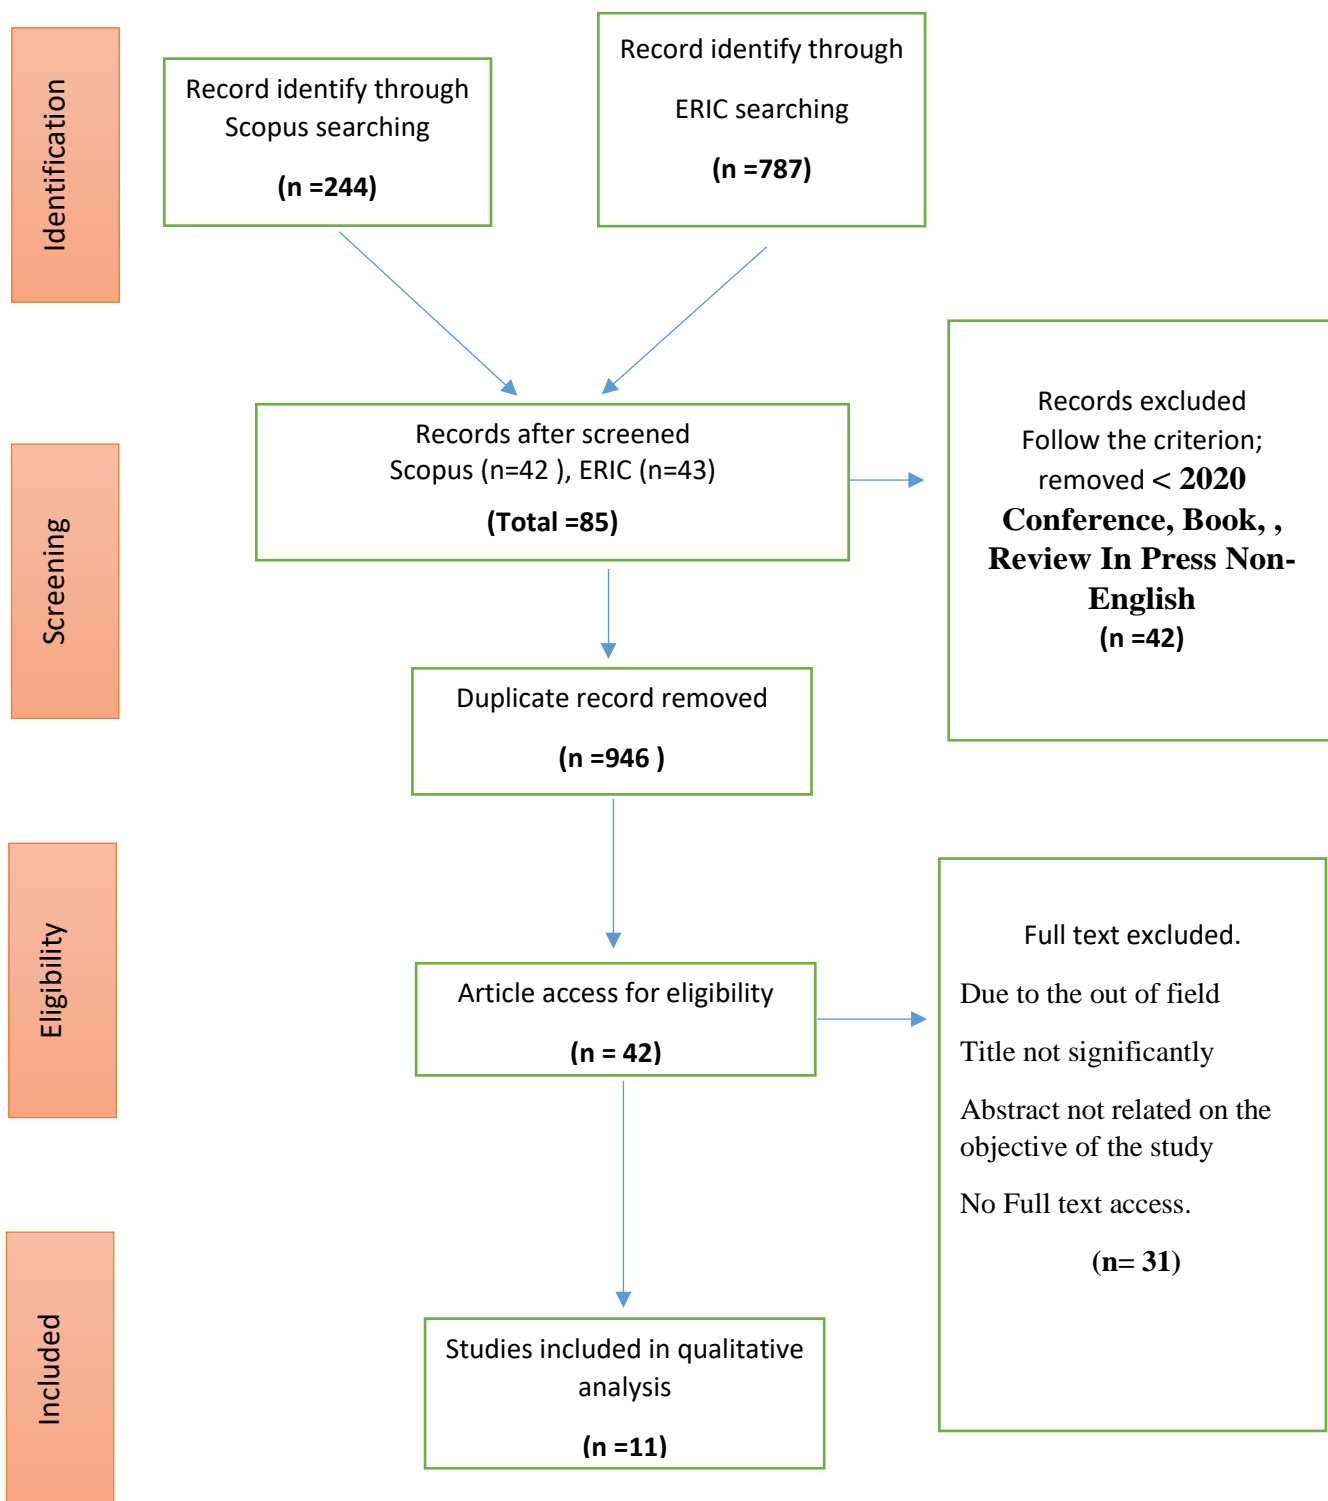 Identification
Record identify through
Scopus searching
(n =244)
Record identify through
ERIC searching
(n =787)
Screening
Records after screened
Scopus (n=42 ), ERIC (n=43)
(Total =85)
Records excluded
Follow the criterion;
removed < 2020
Conference, Book, ,
Review In Press Non-
English
(n =42)
Duplicate record removed
(n =946 )
Eligibility
Article access for eligibility
(n = 42)
Full text excluded.
Due to the out of field
Title not significantly
Abstract not related on the
objective of the study
No Full text access.
(n= 31)
Included
Studies included in qualitative
analysis
(n =11)